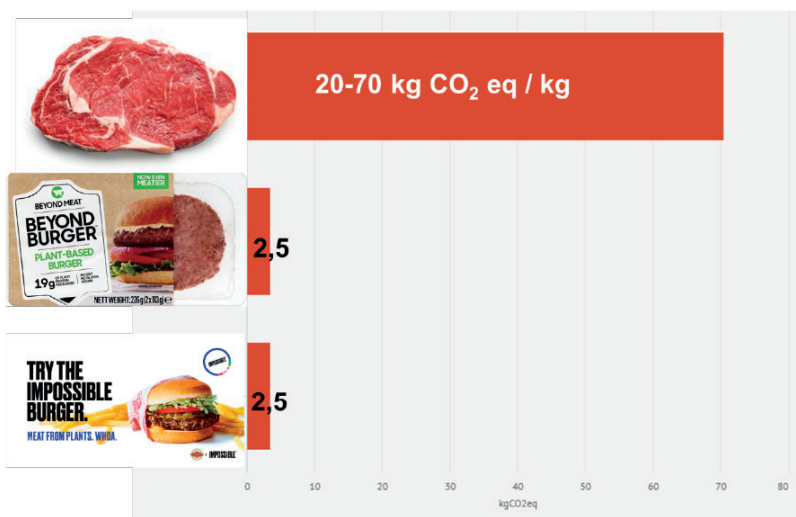 20-70 kg CO₂ eq / kg
NOW EVEN
MEATIER
BEYOND MEAT
BEYOND
BURGER
PLANT-BASED
BURGER
19g
NETT WEIGHT: 226g (2x113g) e
2,5
TRY THE
IMPOSSIBLE
BURGER.
MEAT FROM PLANTS. WHOA.
IMPOSSIBLE
+ IMPOSSIBLE
2,5
0 10 20 30 40 50 60 70 80
kgCO2eq